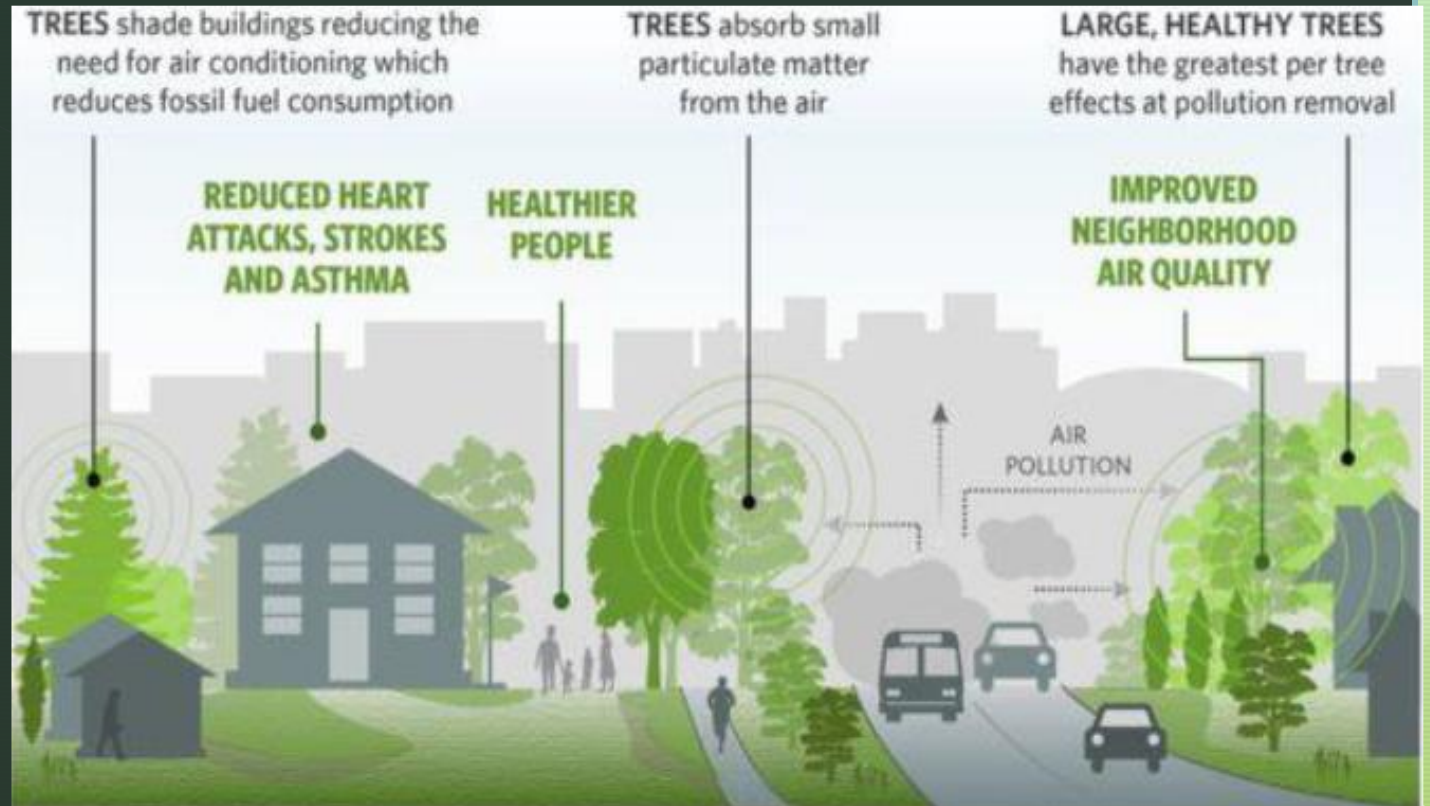 TREES shade buildings reducing the
need for air conditioning which
reduces fossil fuel consumption
TREES absorb small
particulate matter
from the air
LARGE, HEALTHY TREES
have the greatest per tree
effects at pollution removal
REDUCED HEART
ATTACKS, STROKES
AND ASTHMA
HEALTHIER
PEOPLE
IMPROVED
NEIGHBORHOOD
AIR QUALITY
AIR
POLLUTION